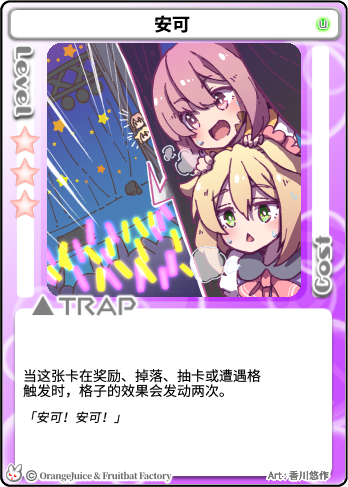 安可
U
Level
Cost
TRAP
当这张卡在奖励、掉落、抽卡或遭遇格
触发时，格子的效果会发动两次。
「安可！安可！」
© OrangeJuice & Fruitbat Factory
Art : 香川悠作